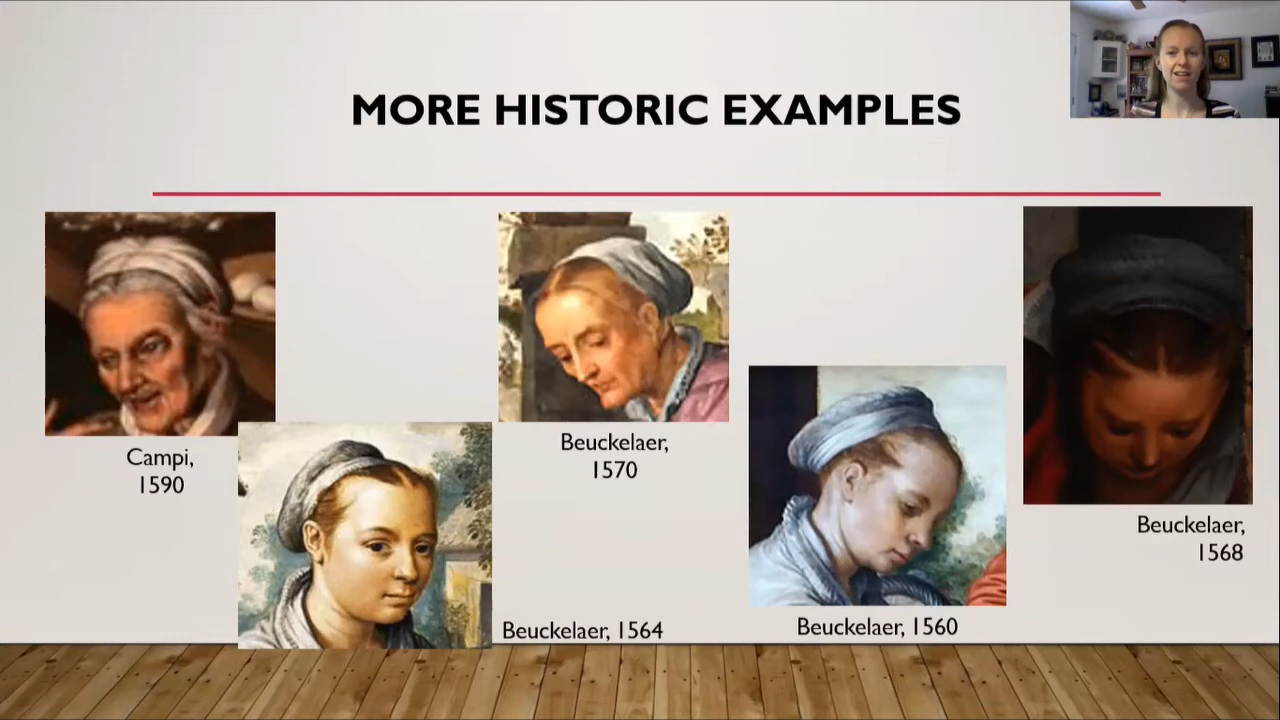 MORE HISTORIC EXAMPLES
Campi,
1590
Beuckelaer, 1564
Beuckelaer,
1570
Beuckelaer, 1560
Beuckelaer,
1568